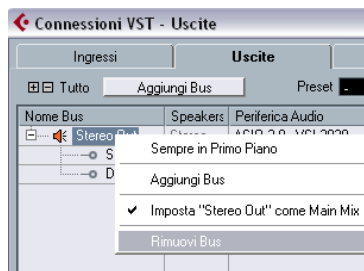 Connessioni VST - Uscite
Ingressi Uscite
Tutto Aggiungi Bus Preset -
Nome Bus Speakers Periferica Audio
Stereo Out Stereo
S
D
Sempre in Primo Piano
Aggiungi Bus
✓ Imposta "Stereo Out" come Main Mix
Rimuovi Bus